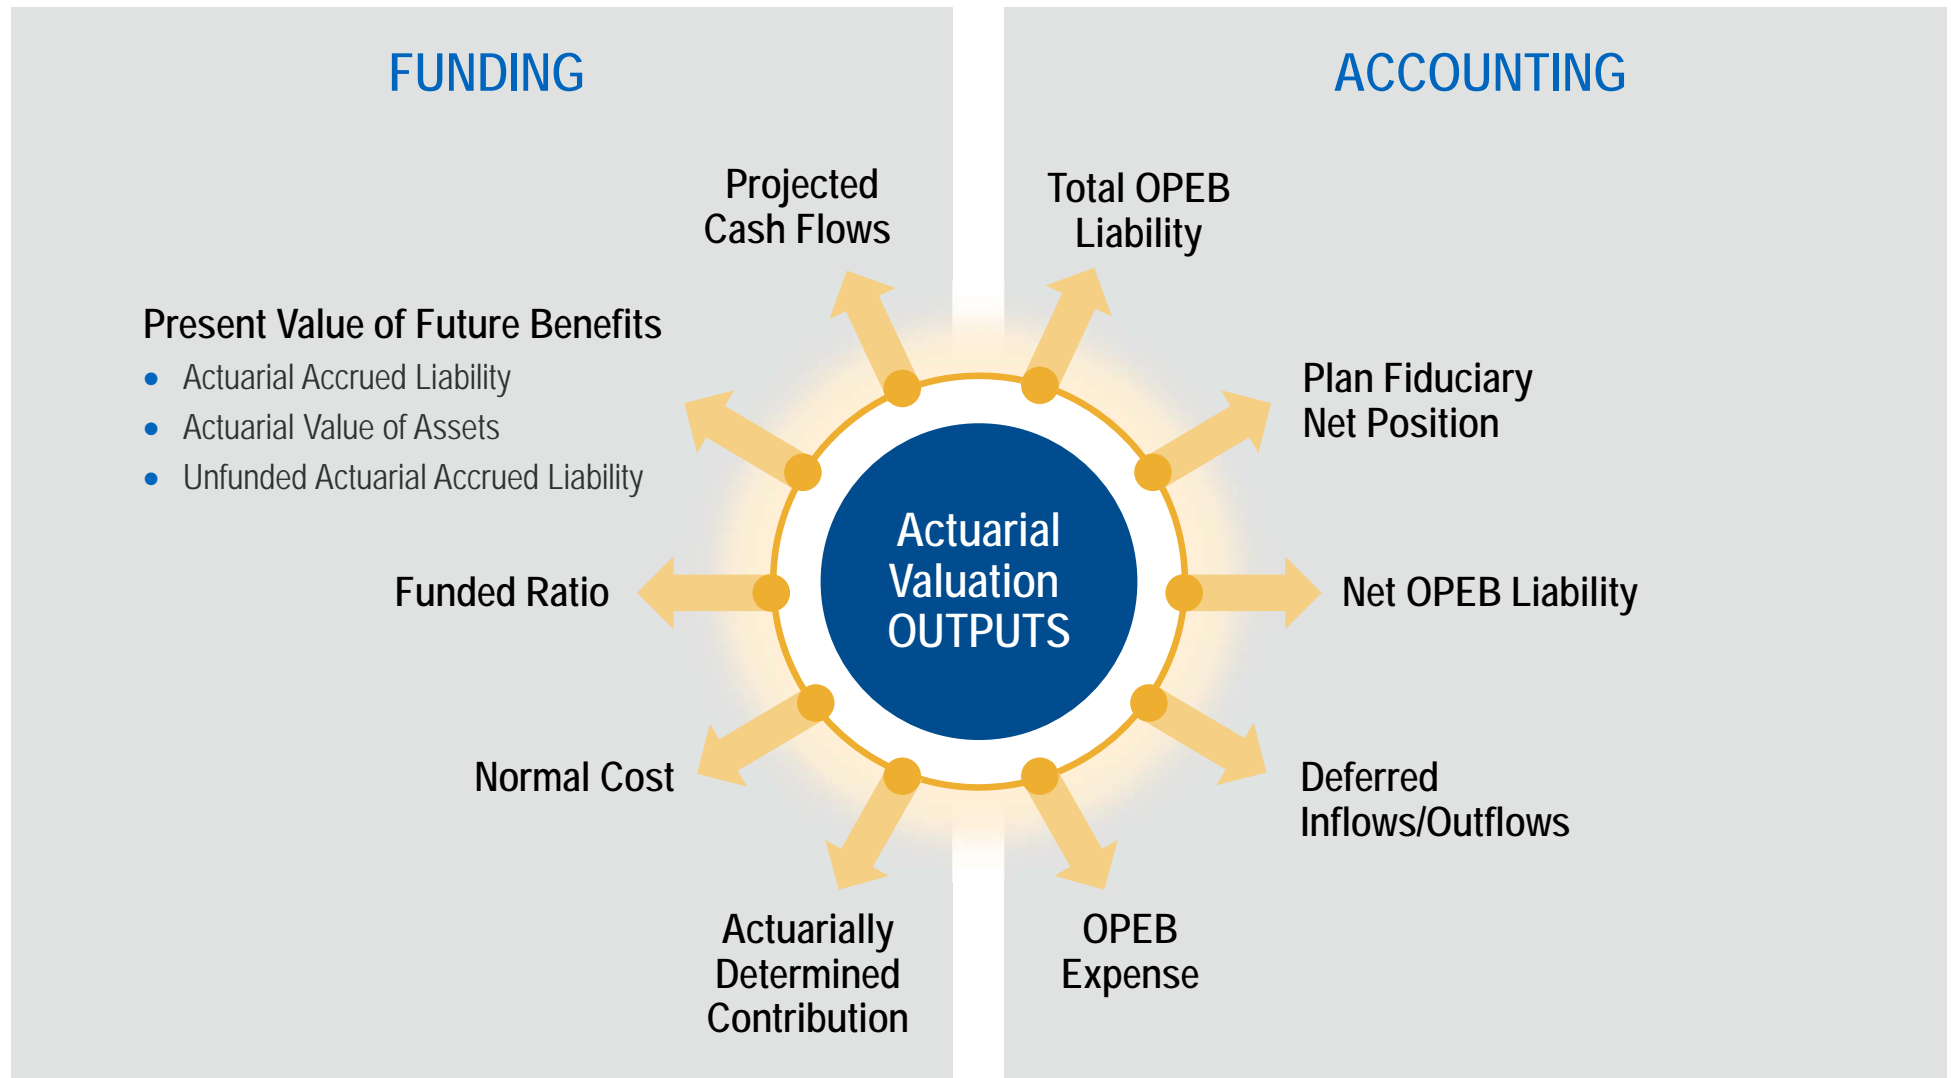 FUNDING
Projected
Cash Flows
Present Value of Future Benefits
• Actuarial Accrued Liability
• Actuarial Value of Assets
• Unfunded Actuarial Accrued Liability
Funded Ratio
Normal Cost
Actuarially
Determined
Contribution
Actuarial
Valuation
OUTPUTS
ACCOUNTING
Total OPEB
Liability
Plan Fiduciary
Net Position
Net OPEB Liability
Deferred
Inflows/Outflows
OPEB
Expense